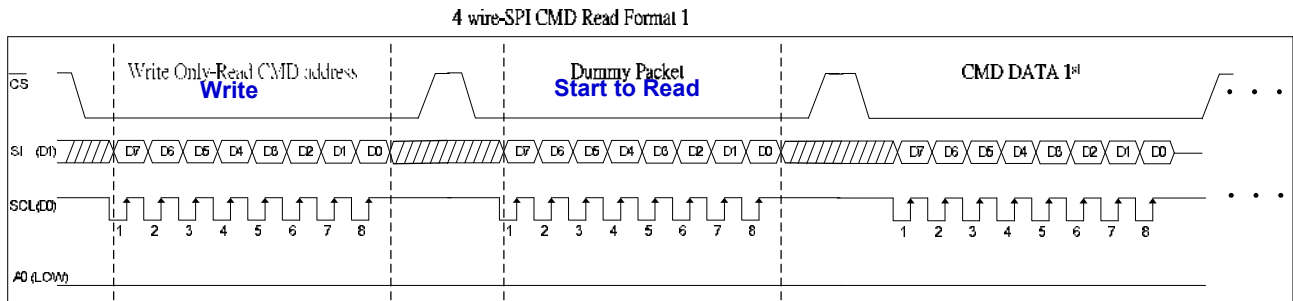 4 wire-SPI CMD Read Format 1
Write Only-Read CMD address Dummy Packet CMD DATA 1st
CS Write Start to Read
SI (D1) D7 D6 D5 D4 D3 D2 D1 D0 D7 D6 D5 D4 D3 D2 D1 D0 D7 D6 D5 D4 D3 D2 D1 D0
SCL(D0)
1 2 3 4 5 6 7 8 1 2 3 4 5 6 7 8 1 2 3 4 5 6 7 8
A0 (LOW)